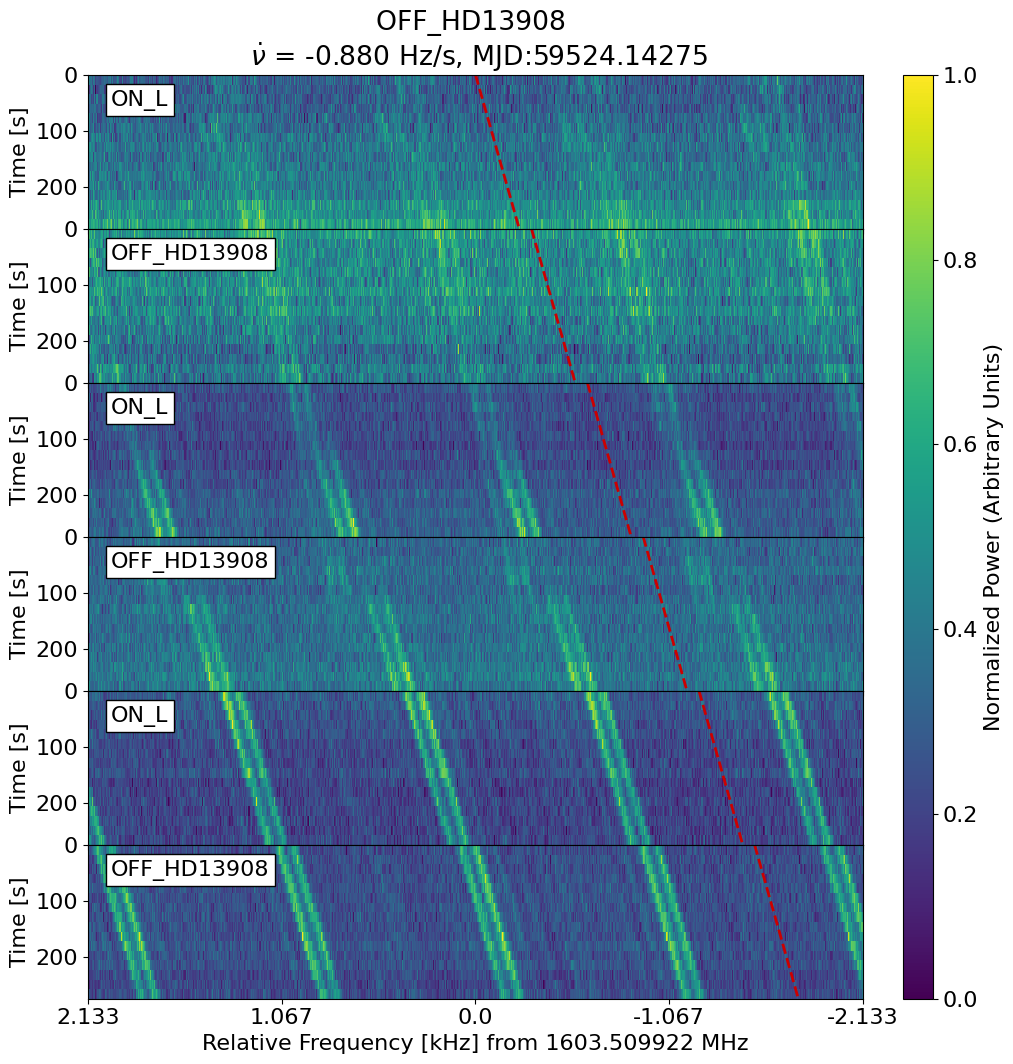 OFF_HD13908
ν̇ = -0.880 Hz/s, MJD:59524.14275
0
ON_L
100
Time [s]
200
0
OFF_HD13908
100
Time [s]
200
0
ON_L
100
Time [s]
200
0
OFF_HD13908
100
Time [s]
200
0
ON_L
100
Time [s]
200
0
OFF_HD13908
100
Time [s]
200
2.133 1.067 0.0 -1.067 -2.133
Relative Frequency [kHz] from 1603.509922 MHz
1.0
0.8
0.6
0.4
0.2
0.0
Normalized Power (Arbitrary Units)